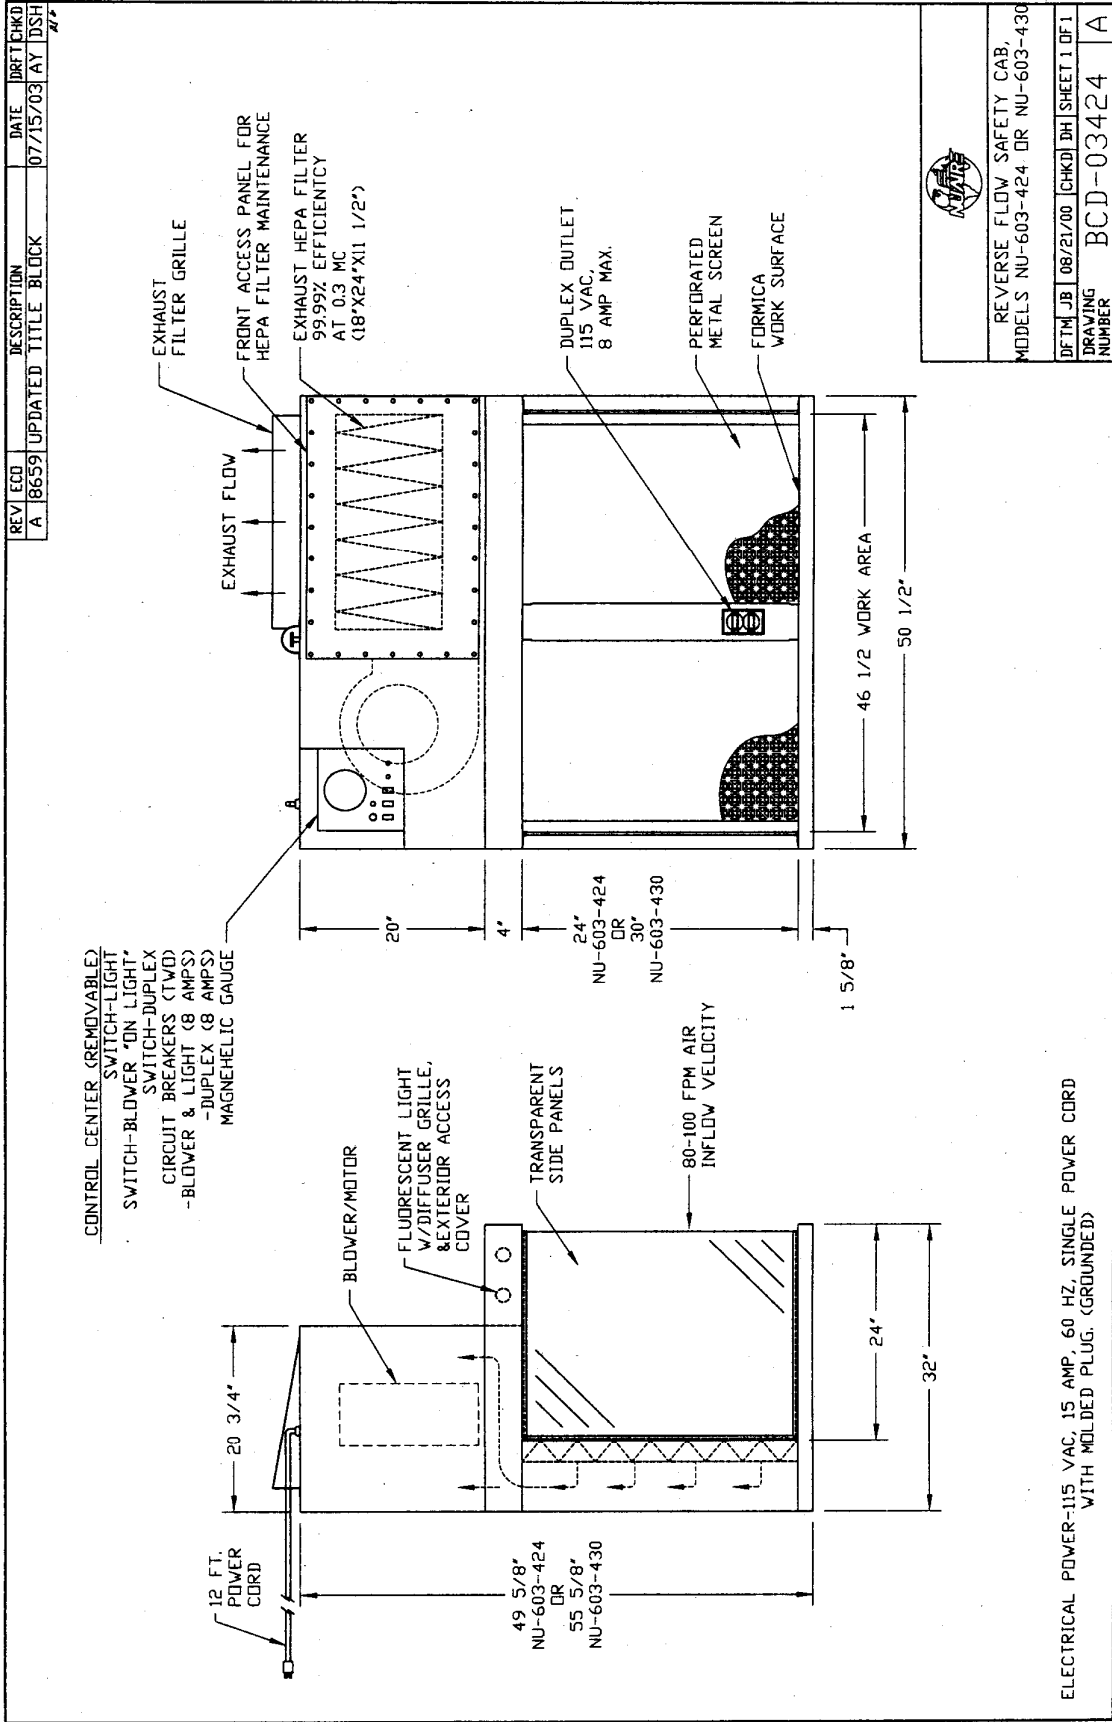 REV ECO DESCRIPTION DATE DRFT CHKD
A 8659 UPDATED TITLE BLOCK 07/15/03 AY DSH
CONTROL CENTER (REMOVABLE)
SWITCH-LIGHT
SWITCH-BLOWER "ON LIGHT"
SWITCH-DUPLEX
CIRCUIT BREAKERS (TWO)
-BLOWER & LIGHT (8 AMPS)
-DUPLEX (8 AMPS)
MAGNEHELIC GAUGE
EXHAUST
FILTER GRILLE
EXHAUST FLOW
FRONT ACCESS PANEL FOR
HEPA FILTER MAINTENANCE
EXHAUST HEPA FILTER
99.99% EFFICIENTCY
AT 0.3 MC
(18"X24"X11 1/2")
12 FT.
POWER
CORD
20 3/4"
BLOWER/MOTOR
FLUORESCENT LIGHT
W/DIFFUSER GRILLE,
&EXTERIOR ACCESS
COVER
TRANSPARENT
SIDE PANELS
80-100 FPM AIR
INFLOW VELOCITY
49 5/8"
NU-603-424
OR
55 5/8"
NU-603-430
24"
32"
20"
4"
24"
NU-603-424
OR
30"
NU-603-430
1 5/8"
DUPLEX OUTLET
115 VAC,
8 AMP MAX.
PERFORATED
METAL SCREEN
FORMICA
WORK SURFACE
46 1/2 WORK AREA
50 1/2"
ELECTRICAL POWER-115 VAC, 15 AMP, 60 HZ, SINGLE POWER CORD
WITH MOLDED PLUG. (GROUNDED)
NUAIRE
REVERSE FLOW SAFETY CAB,
MODELS NU-603-424 OR NU-603-430
DFTM JB 08/21/00 CHKD DH SHEET 1 OF1
DRAWING
NUMBER
BCD-03424 A